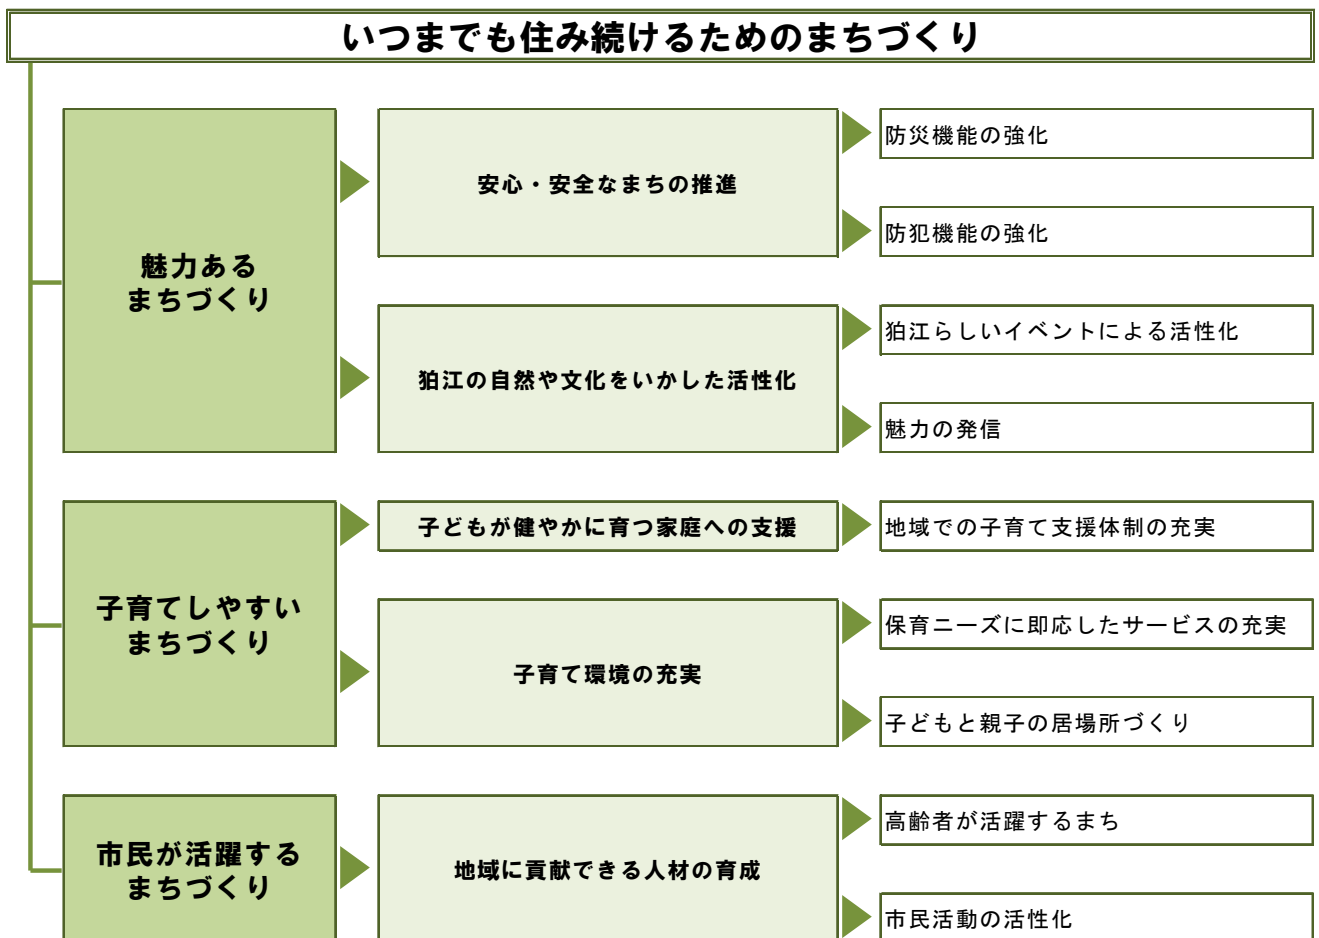 いつまでも住み続けるためのまちづくり
魅力ある
まちづくり
安心・安全なまちの推進
防災機能の強化
防犯機能の強化
狛江の自然や文化をいかした活性化
狛江らしいイベントによる活性化
魅力の発信
子育てしやすい
まちづくり
子どもが健やかに育つ家庭への支援
地域での子育て支援体制の充実
子育て環境の充実
保育ニーズに即応したサービスの充実
子どもと親子の居場所づくり
市民が活躍する
まちづくり
地域に貢献できる人材の育成
高齢者が活躍するまち
市民活動の活性化